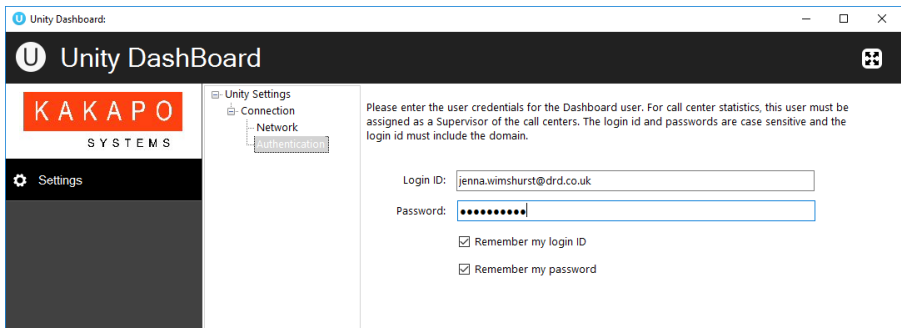 Unity Dashboard:
U Unity DashBoard
KAKAPO
SYSTEMS
Settings
Unity Settings
Connection
Network
Authentication
Please enter the user credentials for the Dashboard user. For call center statistics, this user must be
assigned as a Supervisor of the call centers. The login id and passwords are case sensitive and the
login id must include the domain.
Login ID: jenna.wimshurst@drd.co.uk
Password: ●●●●●●●●●●
Remember my login ID
Remember my password